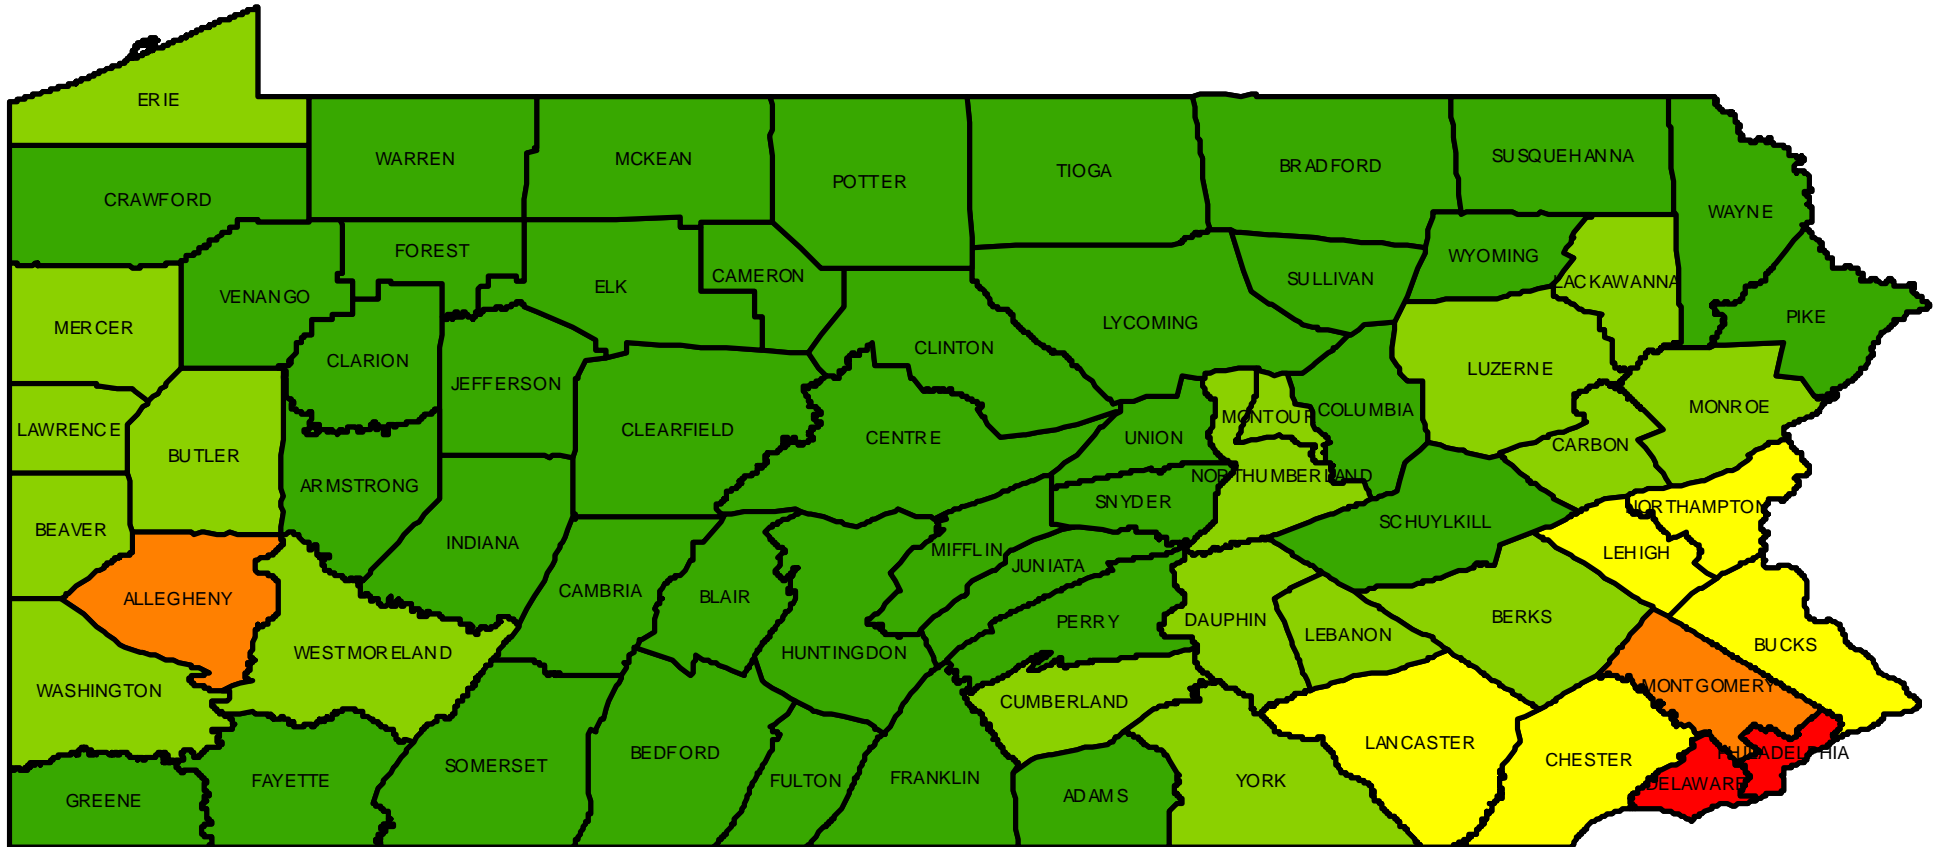 ERIE
WARREN
MCKEAN
SUSQUEHANNA
BRADFORD
TIOGA
POTTER
CRAWFORD
WAYNE
FOREST
WYOMING
CAMERON
SULLIVAN
LACKAWANNA
ELK
VENANGO
PIKE
LYCOMING
MERCER
CLINTON
CLARION
LUZERNE
JEFFERSON
MONROE
COLUMBIA
MONTOUR
LAWRENCE
CLEARFIELD
CENTRE
UNION
CARBON
BUTLER
NORTHUMBERLAND
ARMSTRONG
SNYDER
NORTHAMPTON
SCHUYLKILL
BEAVER
INDIANA
MIFFLIN
LEHIGH
JUNIATA
CAMBRIA
BLAIR
ALLEGHENY
BERKS
DAUPHIN
PERRY
LEBANON
BUCKS
WESTMORELAND
HUNTINGDON
MONTGOMERY
WASHINGTON
CUMBERLAND
LANCASTER
BEDFORD
PHILADELPHIA
CHESTER
SOMERSET
FRANKLIN
FAYETTE
FULTON
YORK
DELAWARE
ADAMS
GREENE